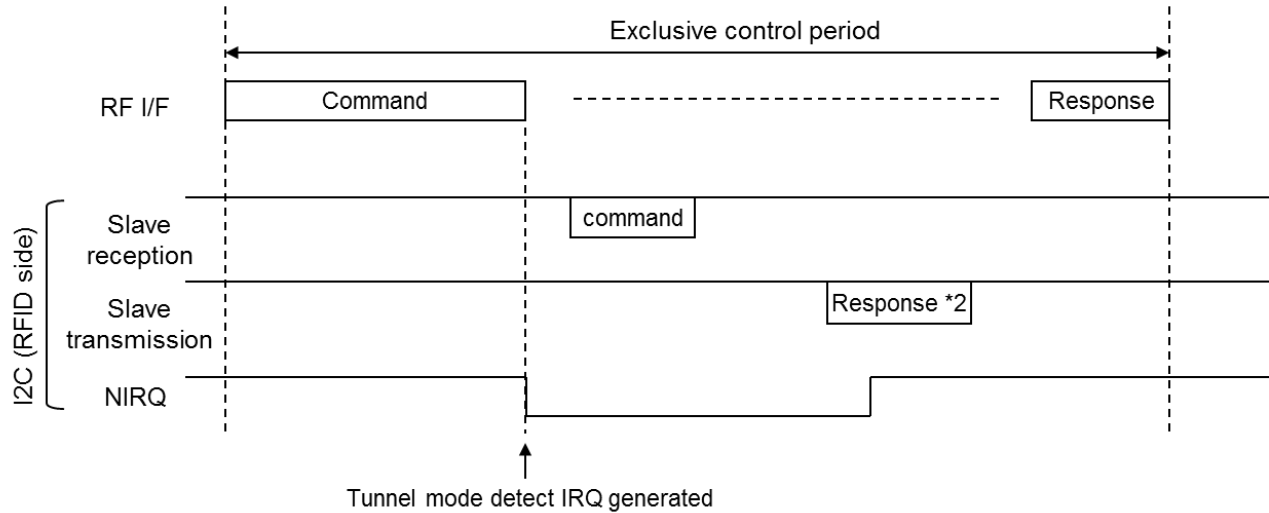 Exclusive control period
RF I/F
Command
Response
I2C (RFID side)
Slave
reception
command
Slave
transmission
Response *2
NIRQ
Tunnel mode detect IRQ generated